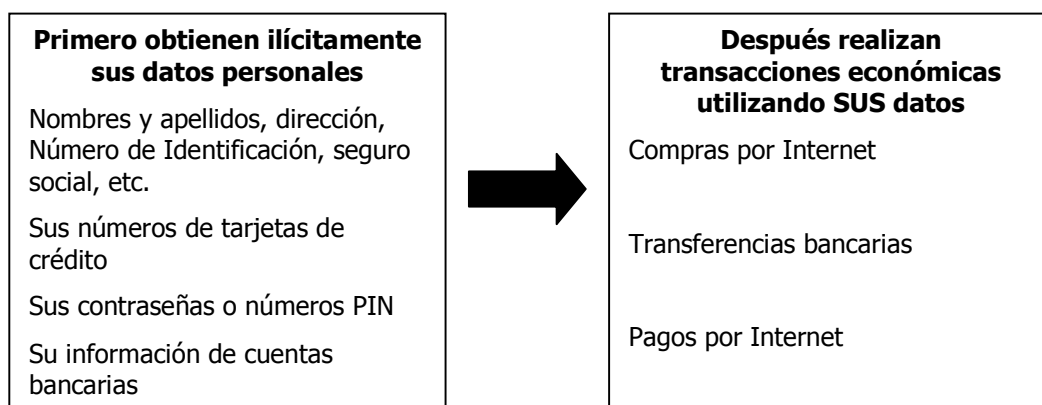 Primero obtienen ilícitamente
sus datos personales
Nombres y apellidos, dirección,
Número de Identificación, seguro
social, etc.
Sus números de tarjetas de
crédito
Sus contraseñas o números PIN
Su información de cuentas
bancarias
Después realizan
transacciones económicas
utilizando SUS datos
Compras por Internet
Transferencias bancarias
Pagos por Internet